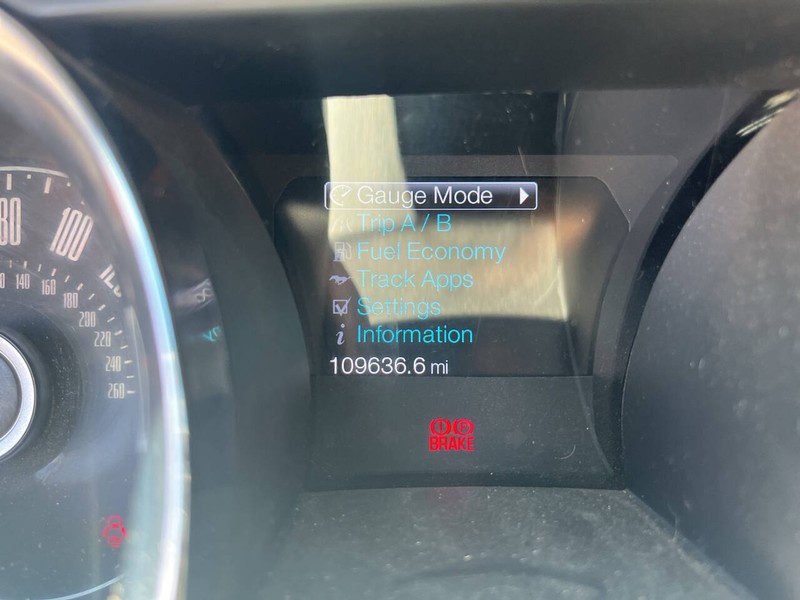 Gauge Mode
Trip A / B
Fuel Economy
Track Apps
Settings
Information
109636.6 mi
BRAKE
80
100
120
140
160
180
200
220
240
260